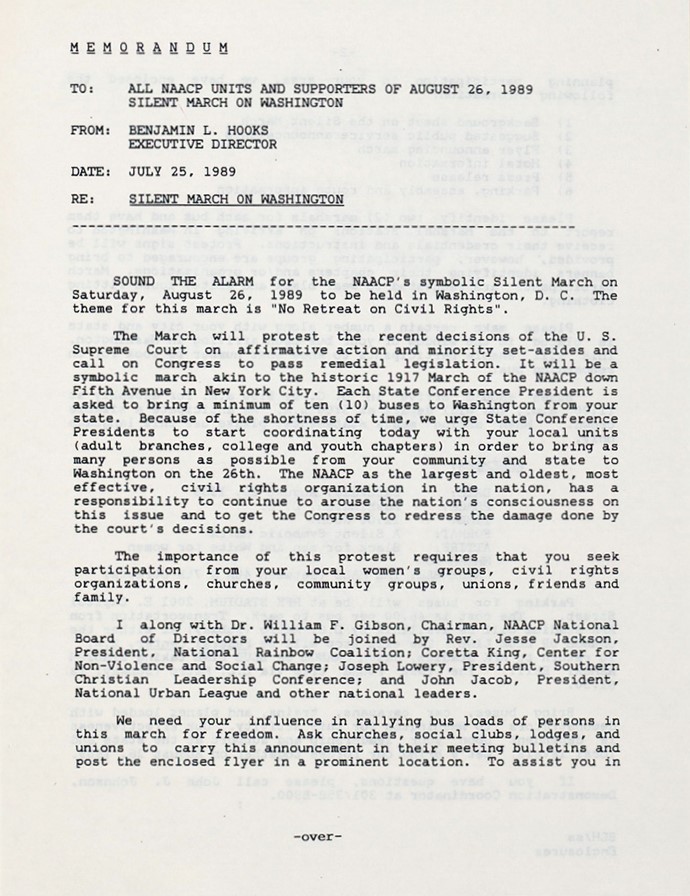 MEMORANDUM
TO: ALL NAACP UNITS AND SUPPORTERS OF AUGUST 26, 1989
SILENT MARCH ON WASHINGTON
FROM: BENJAMIN L. HOOKS
EXECUTIVE DIRECTOR
DATE: JULY 25, 1989
RE: SILENT MARCH ON WASHINGTON
SOUND THE ALARM for the NAACP's symbolic Silent March on
Saturday, August 26, 1989 to be held in Washington, D. C. The
theme for this march is "No Retreat on Civil Rights".
The March will protest the recent decisions of the U. S.
Supreme Court on affirmative action and minority set-asides and
call on Congress to pass remedial legislation. It will be a
symbolic march akin to the historic 1917 March of the NAACP down
Fifth Avenue in New York City. Each State Conference President is
asked to bring a minimum of ten (10) buses to Washington from your
state. Because of the shortness of time, we urge State Conference
Presidents to start coordinating today with your local units
(adult branches, college and youth chapters) in order to bring as
many persons as possible from your community and state to
Washington on the 26th. The NAACP as the largest and oldest, most
effective, civil rights organization in the nation, has a
responsibility to continue to arouse the nation's consciousness on
this issue and to get the Congress to redress the damage done by
the court's decisions.
The importance of this protest requires that you seek
participation from your local women's groups, civil rights
organizations, churches, community groups, unions, friends and
family.
I along with Dr. William F. Gibson, Chairman, NAACP National
Board of Directors will be joined by Rev. Jesse Jackson,
President, National Rainbow Coalition; Coretta King, Center for
Non-Violence and Social Change; Joseph Lowery, President, Southern
Christian Leadership Conference; and John Jacob, President,
National Urban League and other national leaders.
We need your influence in rallying bus loads of persons in
this march for freedom. Ask churches, social clubs, lodges, and
unions to carry this announcement in their meeting bulletins and
post the enclosed flyer in a prominent location. To assist you in
-over-